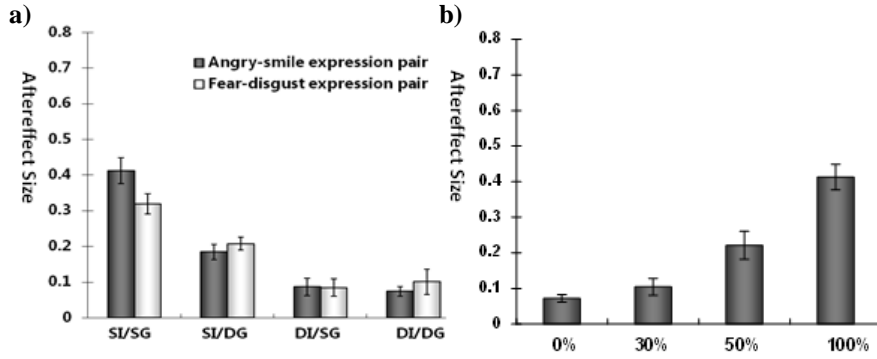 a)
Aftereffect Size
0.8
0.7
0.6
0.5
0.4
0.3
0.2
0.1
0
Angry-smile expression pair
Fear-disgust expression pair
SI/SG SI/DG DI/SG DI/DG
b)
Aftereffect Size
0.8
0.7
0.6
0.5
0.4
0.3
0.2
0.1
0
0% 30% 50% 100%